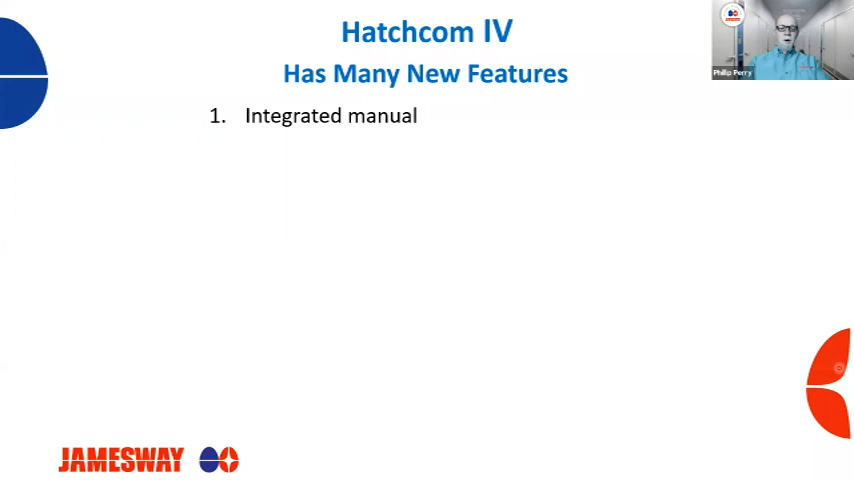 Hatchcom IV
Has Many New Features
1. Integrated manual
Phillip Perry
JAMESWAY